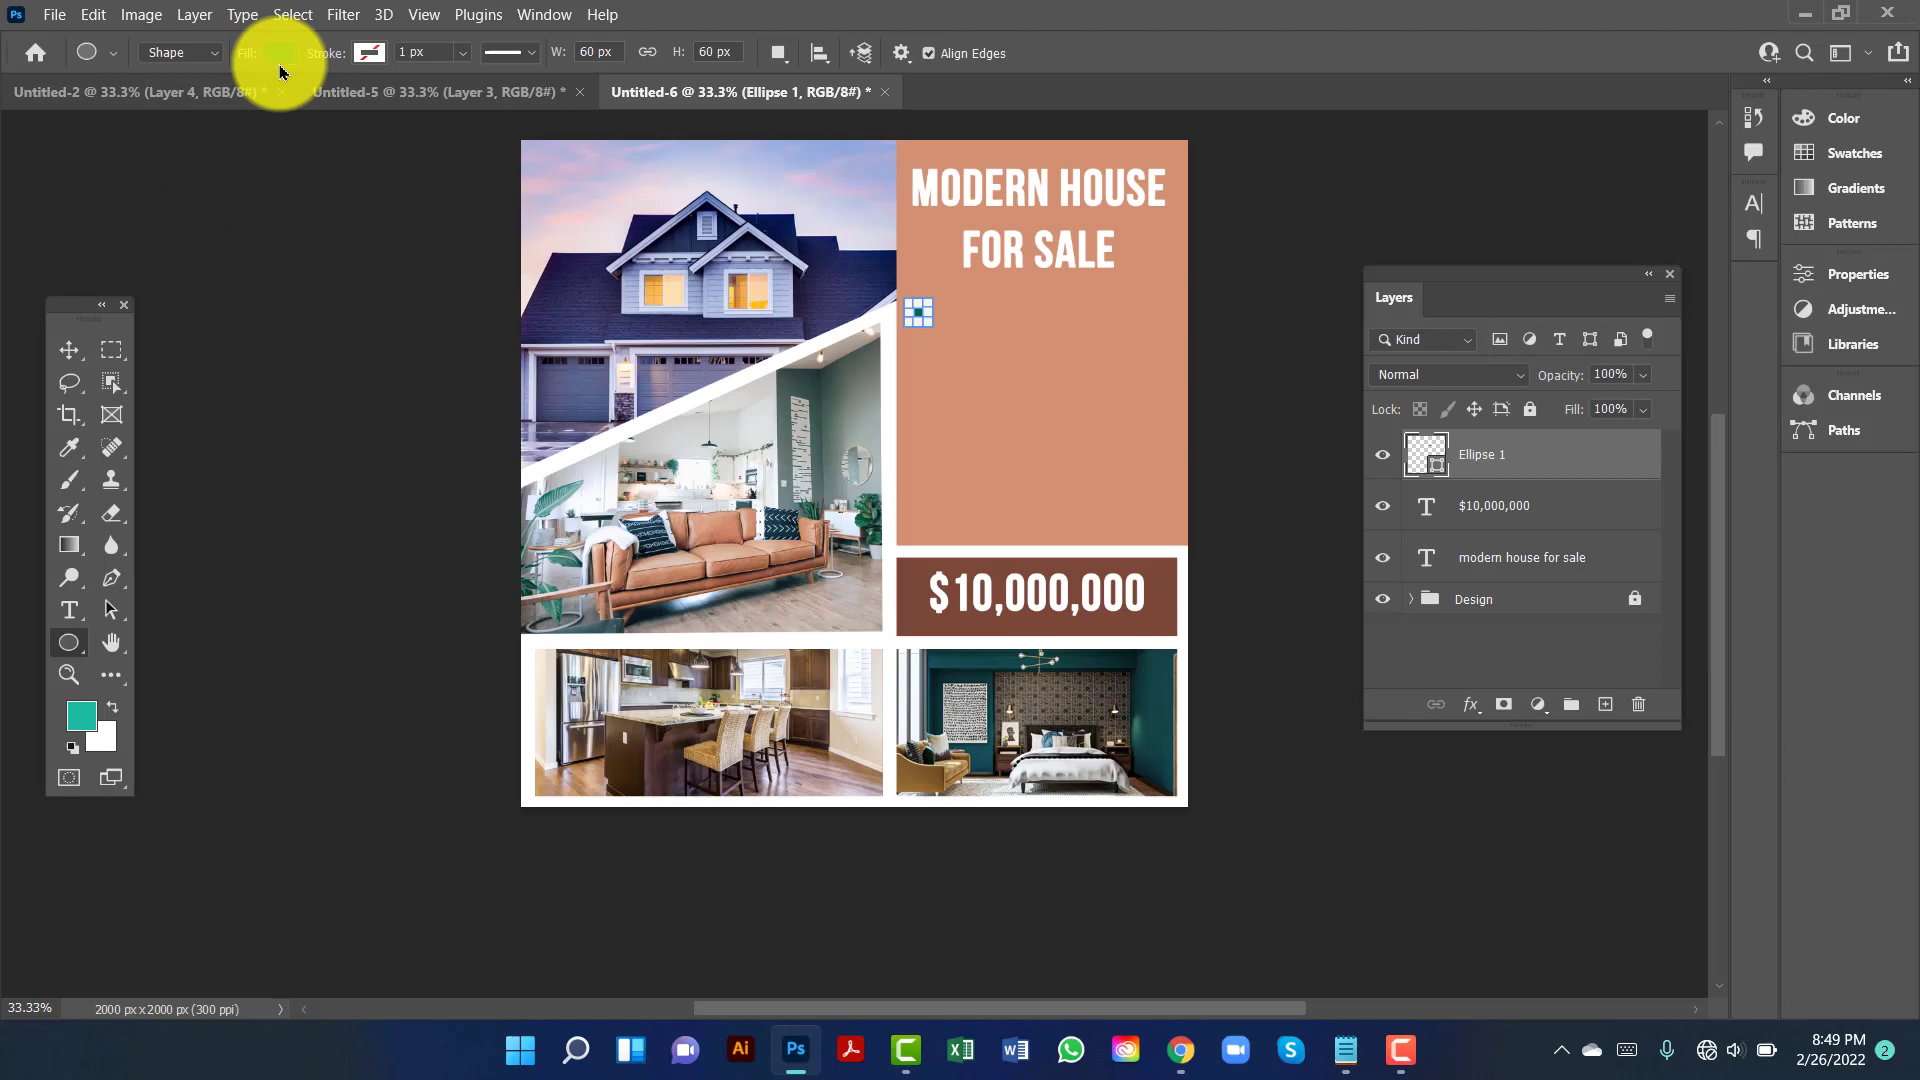 File Edit Image Layer Type Select Filter 3D View Plugins Window Help
Shape Fill: Stroke: 1 px W: 60 px H: 60 px Align Edges
Untitled-2 @ 33.3% (Layer 4, RGB/8#) * Untitled-5 @ 33.3% (Layer 3, RGB/8#) * Untitled-6 @ 33.3% (Ellipse 1, RGB/8#) *
MODERN HOUSE
FOR SALE
$10,000,000
Layers
Kind
Normal Opacity: 100%
Lock: Fill: 100%
Ellipse 1
$10,000,000
modern house for sale
Design
Color
Swatches
Gradients
Patterns
Properties
Adjustme...
Libraries
Channels
Paths
33.33% 2000 px x 2000 px (300 ppi)
8:49 PM
2/26/2022
2